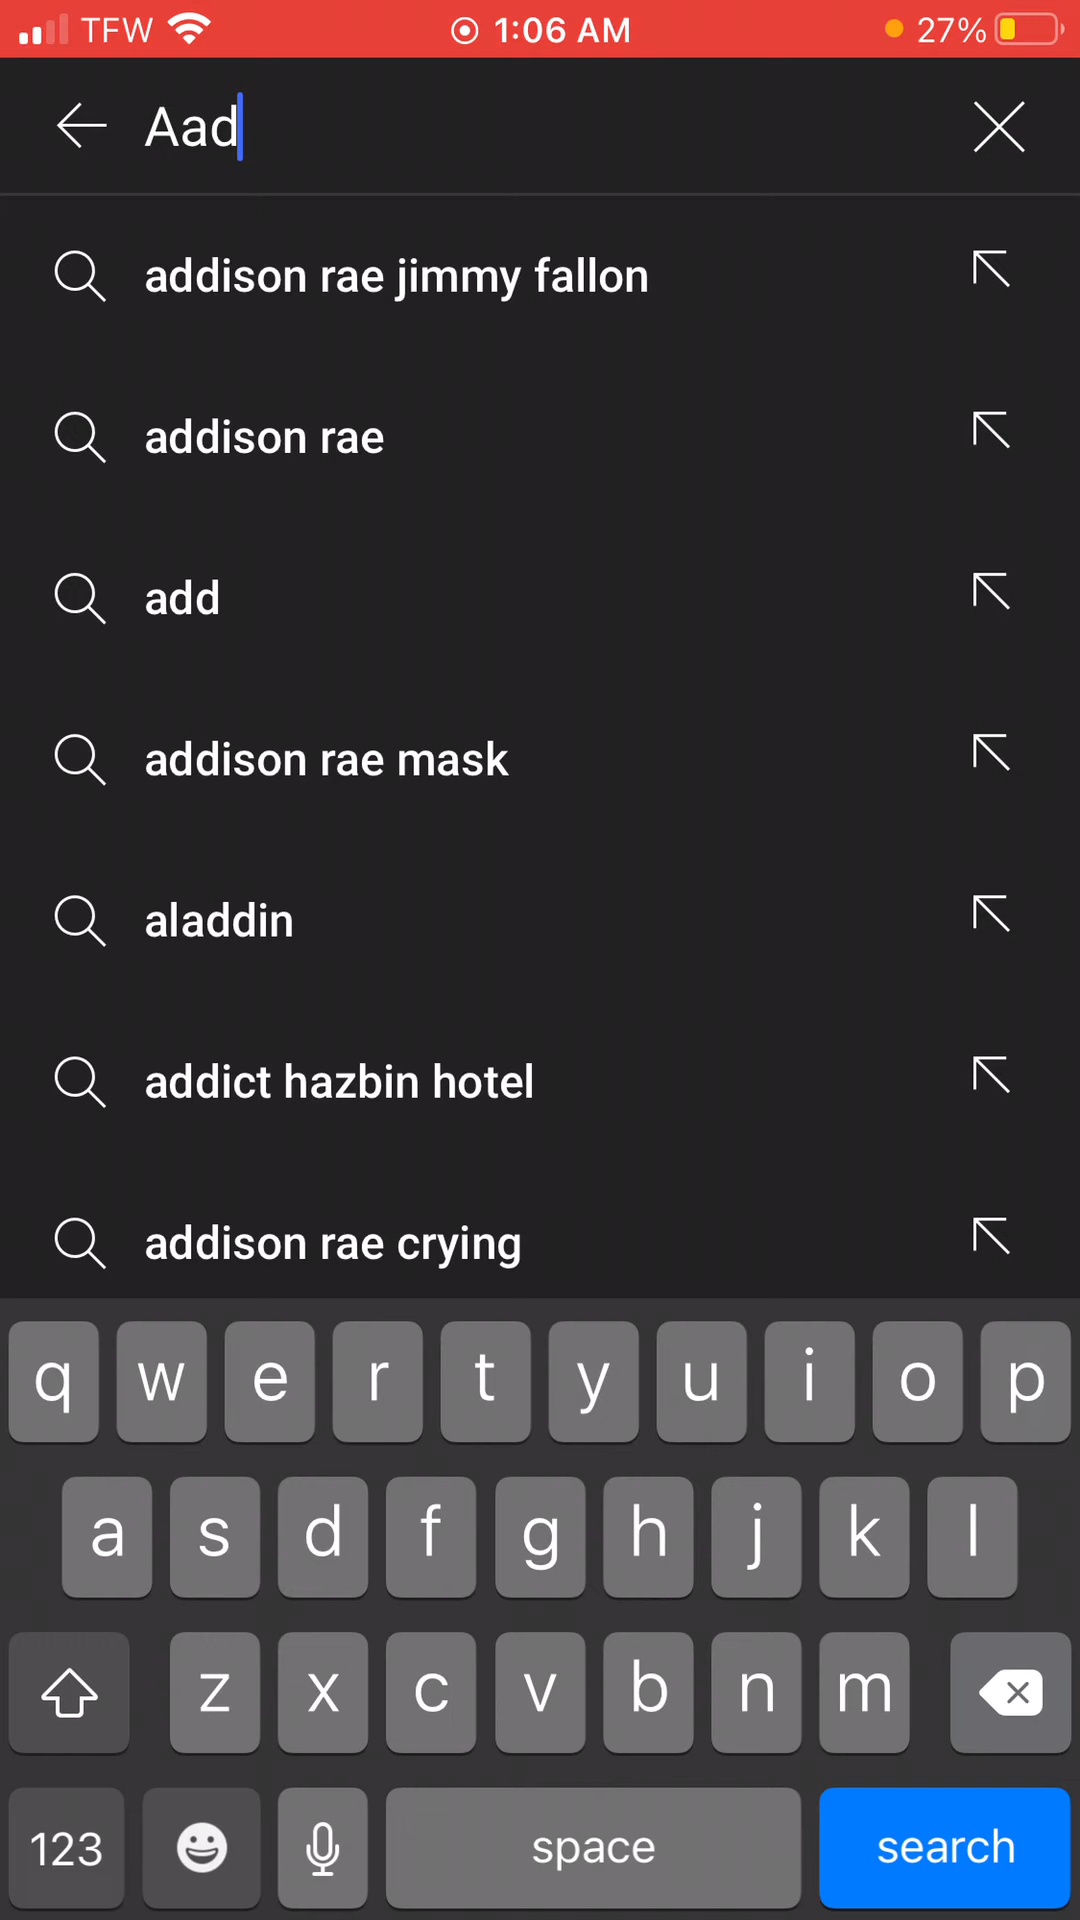 TFW 1:06 AM 27%
Aad
addison rae jimmy fallon
addison rae
add
addison rae mask
aladdin
addict hazbin hotel
addison rae crying
q w e r t y u i o p
a s d f g h j k l
z x c v b n m
123 space search